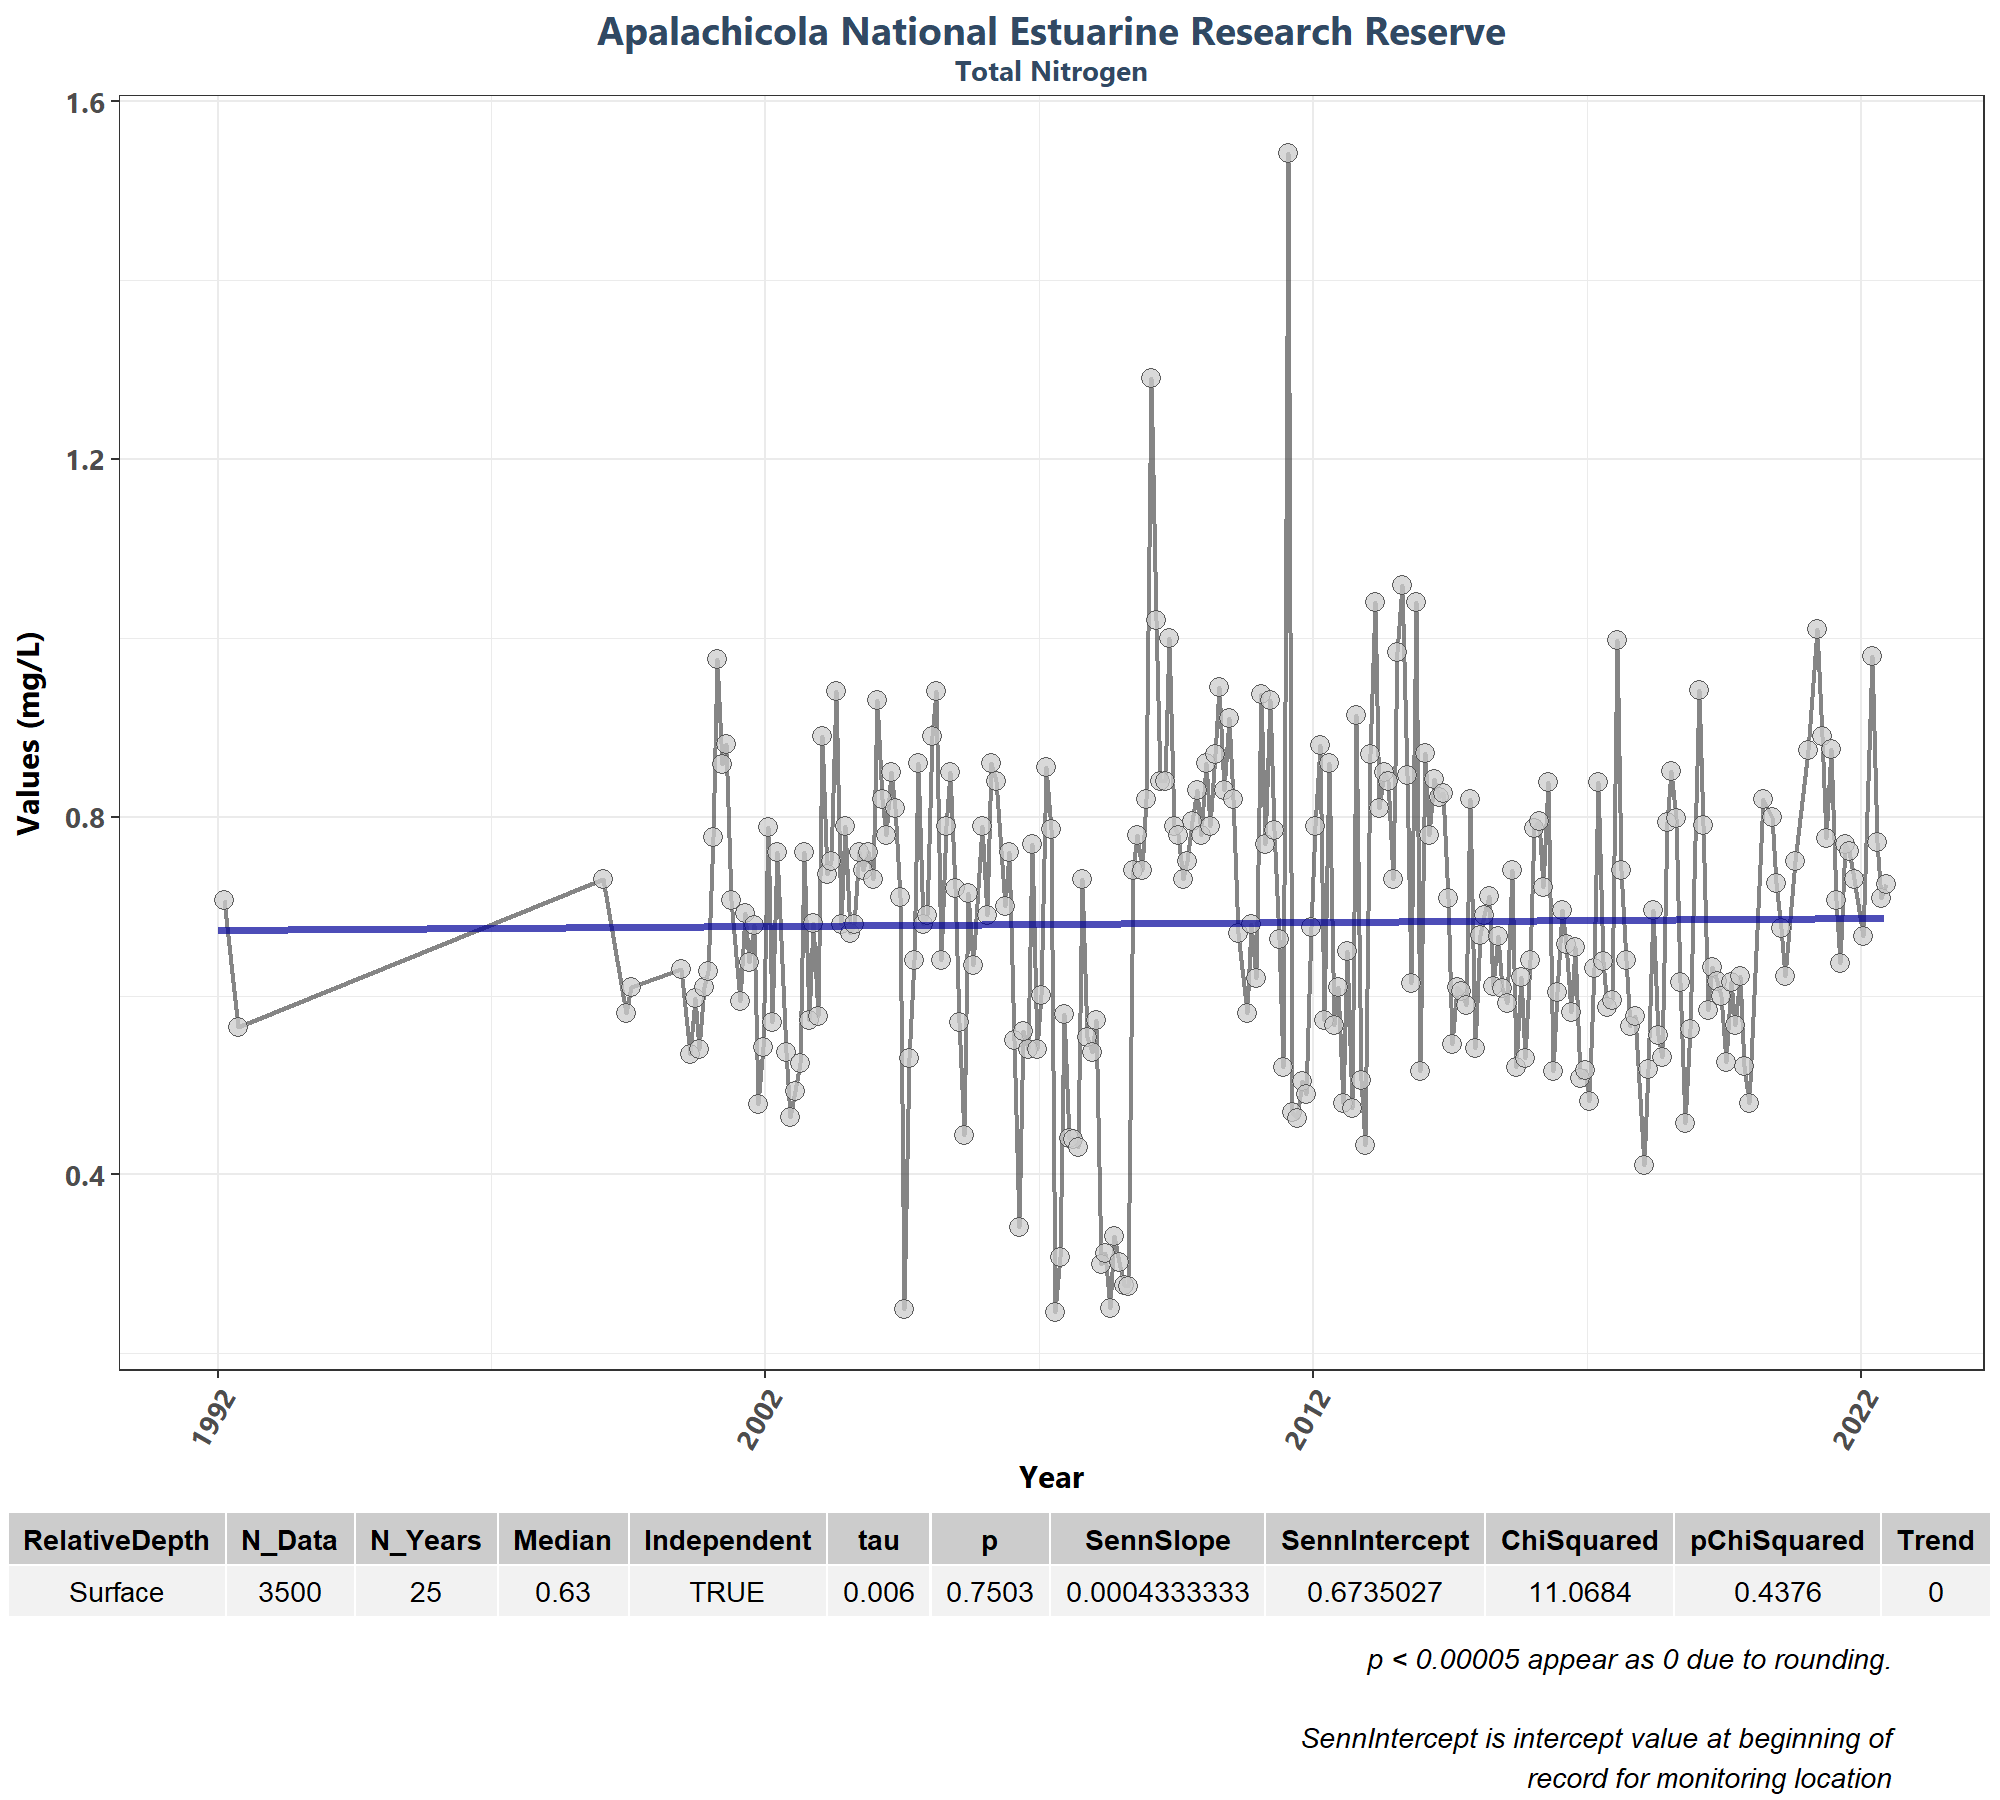 Apalachicola National Estuarine Research Reserve
Total Nitrogen
1.6
1.2
0.8
0.4
Values (mg/L)
1992
2002
2012
2022
Year
RelativeDepth N_Data N_Years Median Independent tau p SennSlope SennIntercept ChiSquared pChiSquared Trend
Surface 3500 25 0.63 TRUE 0.006 0.7503 0.0004333333 0.6735027 11.0684 0.4376 0
p < 0.00005 appear as 0 due to rounding.
SennIntercept is intercept value at beginning of
record for monitoring location